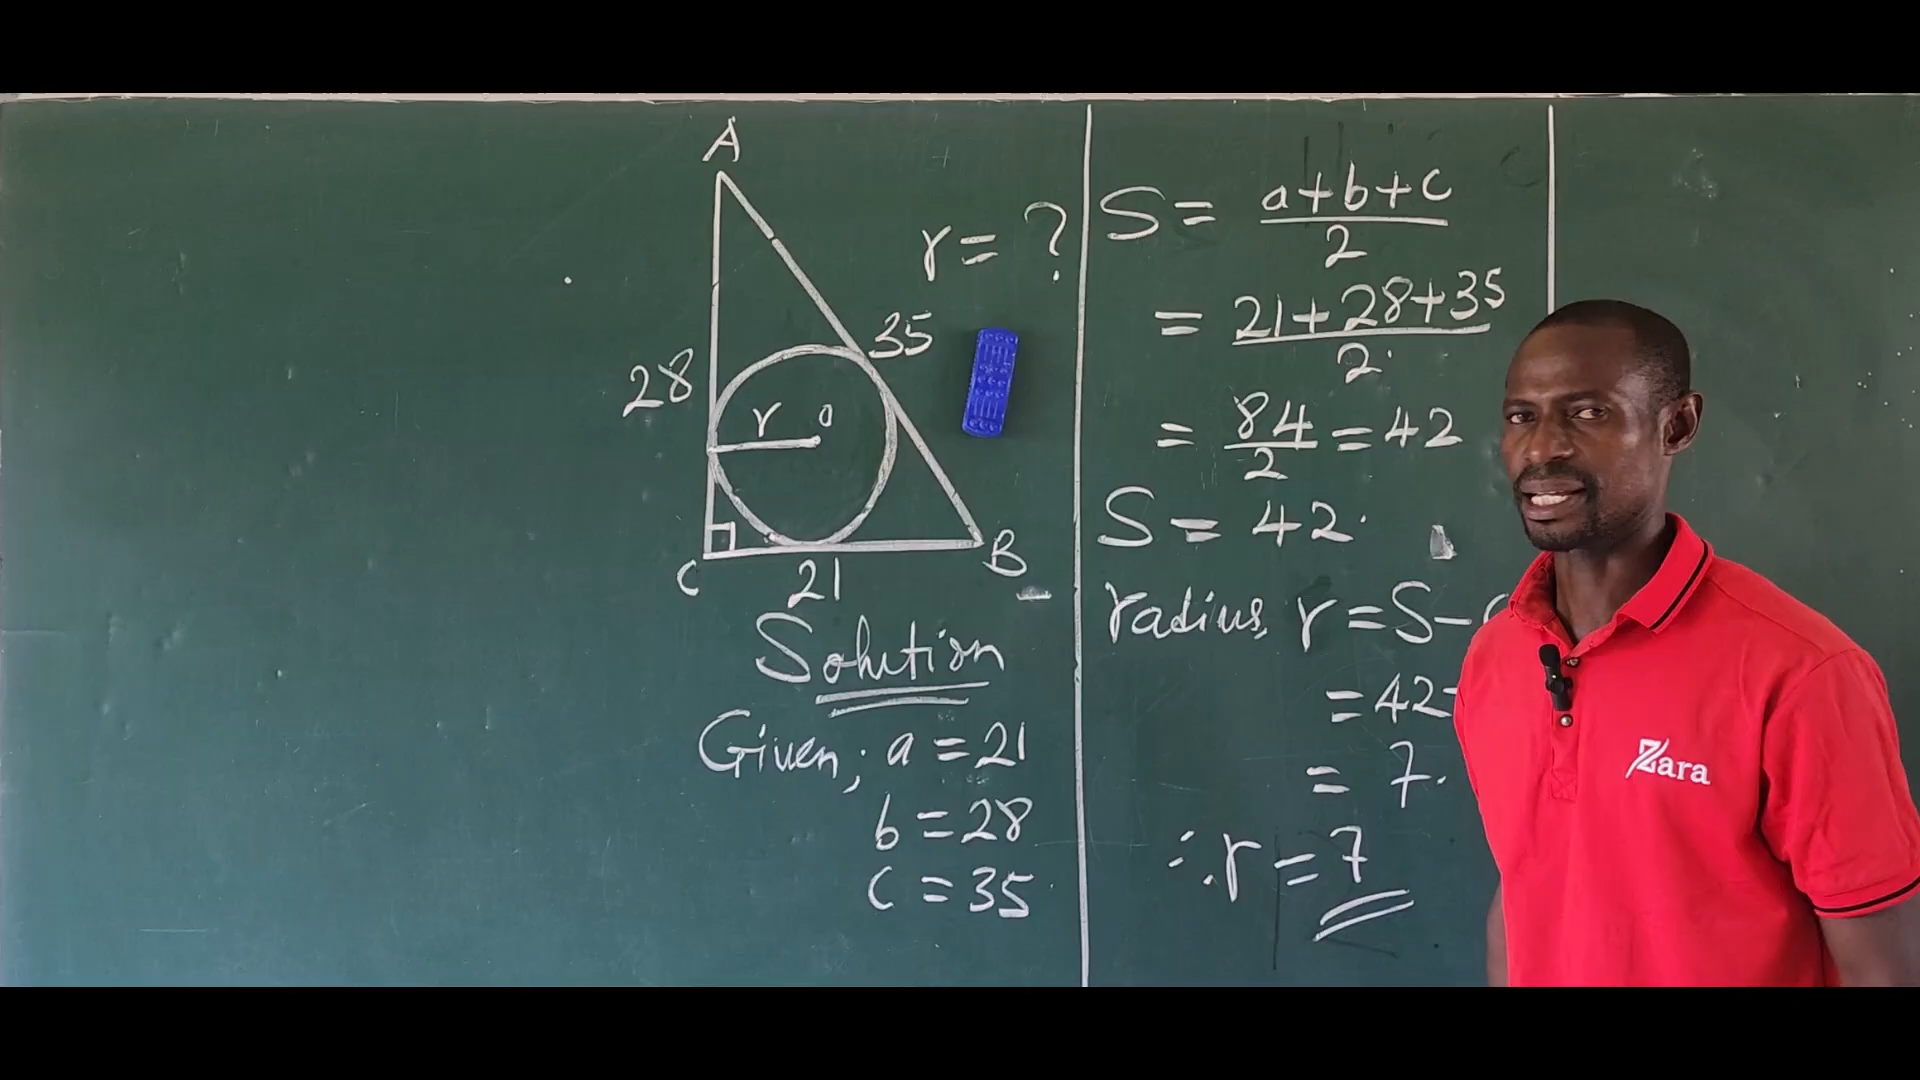 A
r = ?
35
28
r o
C
21
B
Solution
Given; a = 21
b = 28
c = 35
S = a+b+c
2
= 21+28+35
2
= 84 = 42
2
S = 42
radius, r = S –
= 42
= 7.
∴ r = 7
Zara